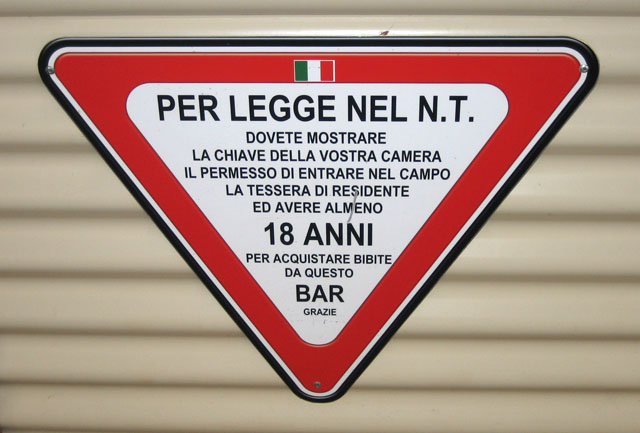 PER LEGGE NEL N.T.
DOVETE MOSTRARE
LA CHIAVE DELLA VOSTRA CAMERA
IL PERMESSO DI ENTRARE NEL CAMPO
LA TESSERA DI RESIDENTE
ED AVERE ALMENO
18 ANNI
PER ACQUISTARE BIBITE
DA QUESTO
BAR
GRAZIE